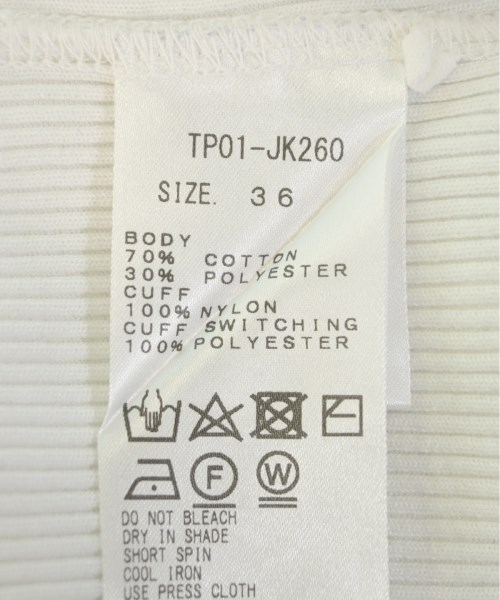 TP01-JK260
SIZE. 36
BODY
70% COTTON
30% POLYESTER
CUFF
100% NYLON
CUFF SWITCHING
100% POLYESTER
F W
DO NOT BLEACH
DRY IN SHADE
SHORT SPIN
COOL IRON
USE PRESS CLOTH